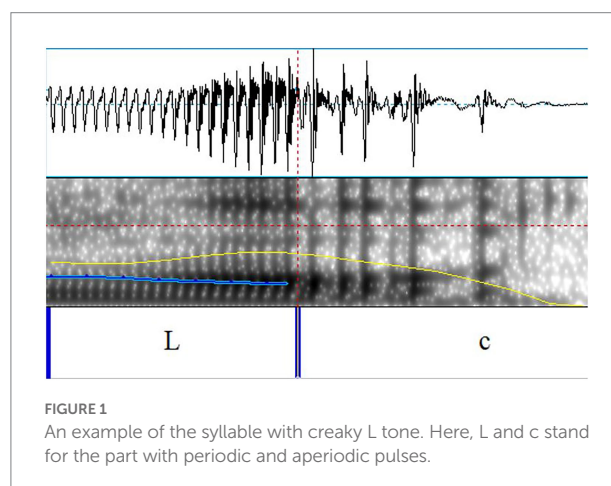 L c
FIGURE 1
An example of the syllable with creaky L tone. Here, L and c stand
for the part with periodic and aperiodic pulses.